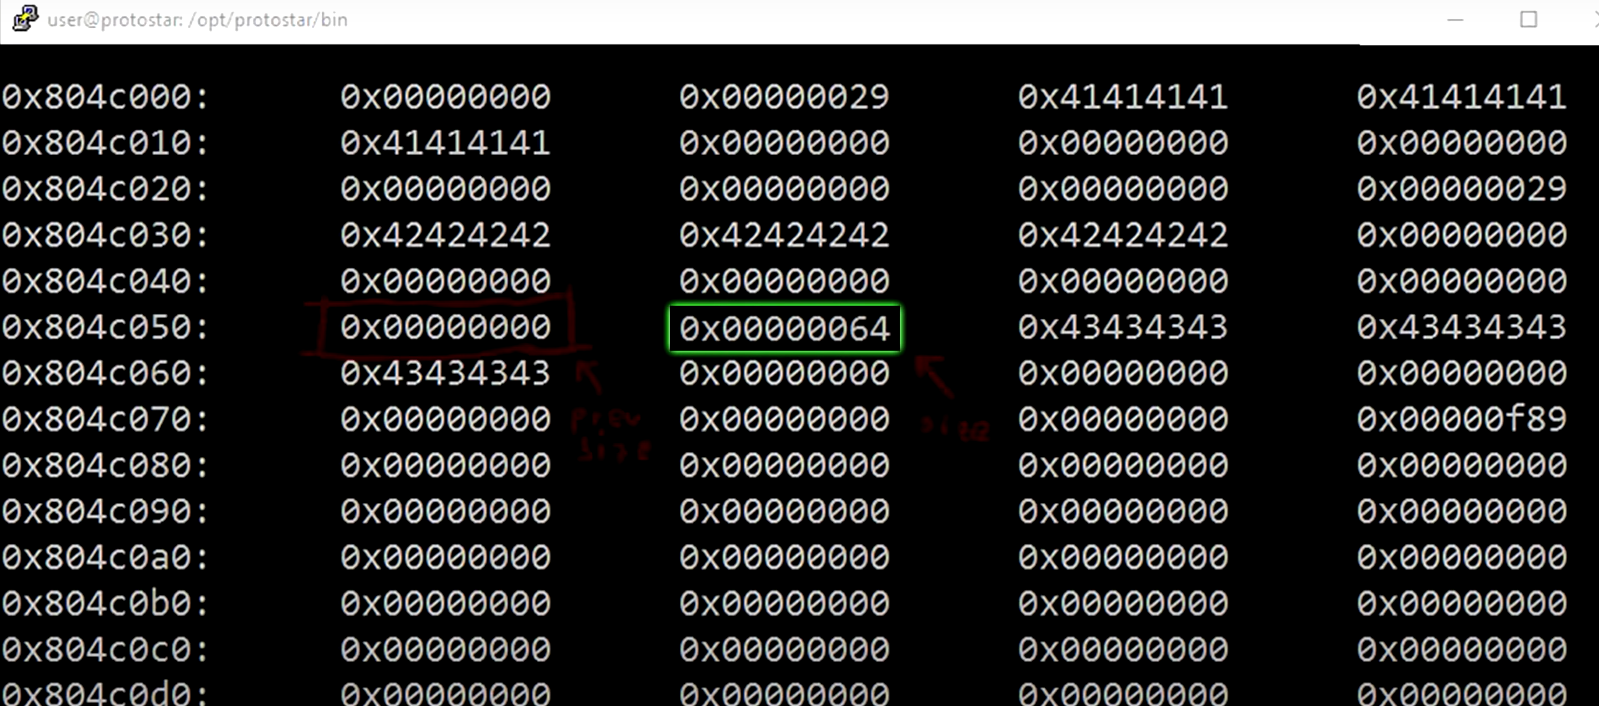 user@protostar: /opt/protostar/bin
0x804c000: 0x00000000 0x00000029 0x41414141 0x41414141
0x804c010: 0x41414141 0x00000000 0x00000000 0x00000000
0x804c020: 0x00000000 0x00000000 0x00000000 0x00000029
0x804c030: 0x42424242 0x42424242 0x42424242 0x00000000
0x804c040: 0x00000000 0x00000000 0x00000000 0x00000000
0x804c050: 0x00000000 0x00000064 0x43434343 0x43434343
0x804c060: 0x43434343 0x00000000 0x00000000 0x00000000
0x804c070: 0x00000000 0x00000000 0x00000000 0x00000f89
prev
size
size
0x804c080: 0x00000000 0x00000000 0x00000000 0x00000000
0x804c090: 0x00000000 0x00000000 0x00000000 0x00000000
0x804c0a0: 0x00000000 0x00000000 0x00000000 0x00000000
0x804c0b0: 0x00000000 0x00000000 0x00000000 0x00000000
0x804c0c0: 0x00000000 0x00000000 0x00000000 0x00000000
0x804c0d0: 0x00000000 0x00000000 0x00000000 0x00000000